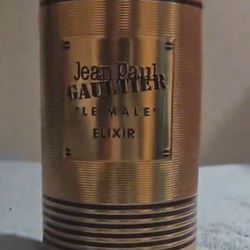 Jean Paul
GAULTIER
"LE MALE"
ELIXIR